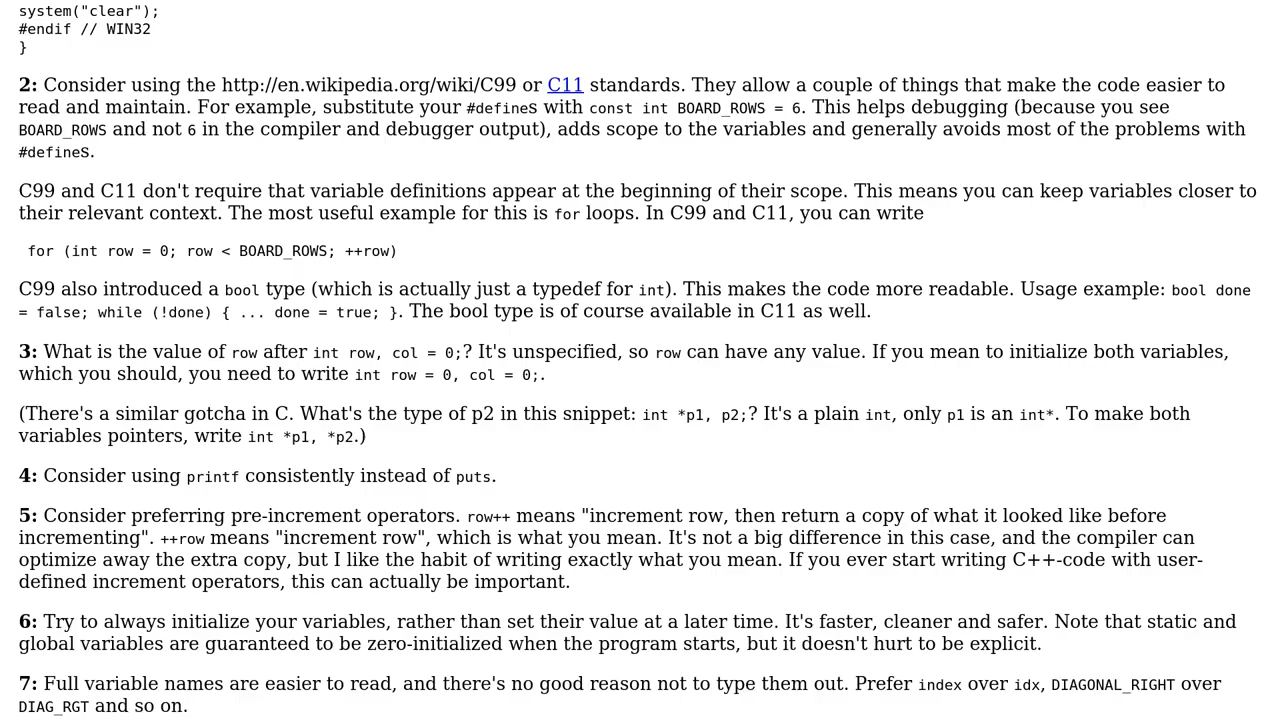 system("clear");
#endif // WIN32
}
2: Consider using the http://en.wikipedia.org/wiki/C99 or C11 standards. They allow a couple of things that make the code easier to
read and maintain. For example, substitute your #defines with const int BOARD_ROWS = 6. This helps debugging (because you see
BOARD_ROWS and not 6 in the compiler and debugger output), adds scope to the variables and generally avoids most of the problems with
#defines.
C99 and C11 don't require that variable definitions appear at the beginning of their scope. This means you can keep variables closer to
their relevant context. The most useful example for this is for loops. In C99 and C11, you can write
for (int row = 0; row < BOARD_ROWS; ++row)
C99 also introduced a bool type (which is actually just a typedef for int). This makes the code more readable. Usage example: bool done
= false; while (!done) { ... done = true; }. The bool type is of course available in C11 as well.
3: What is the value of row after int row, col = 0;? It's unspecified, so row can have any value. If you mean to initialize both variables,
which you should, you need to write int row = 0, col = 0;.
(There's a similar gotcha in C. What's the type of p2 in this snippet: int *p1, p2;? It's a plain int, only p1 is an int*. To make both
variables pointers, write int *p1, *p2.)
4: Consider using printf consistently instead of puts.
5: Consider preferring pre-increment operators. row++ means "increment row, then return a copy of what it looked like before
incrementing". ++row means "increment row", which is what you mean. It's not a big difference in this case, and the compiler can
optimize away the extra copy, but I like the habit of writing exactly what you mean. If you ever start writing C++-code with user-
defined increment operators, this can actually be important.
6: Try to always initialize your variables, rather than set their value at a later time. It's faster, cleaner and safer. Note that static and
global variables are guaranteed to be zero-initialized when the program starts, but it doesn't hurt to be explicit.
7: Full variable names are easier to read, and there's no good reason not to type them out. Prefer index over idx, DIAGONAL_RIGHT over
DIAG_RGT and so on.